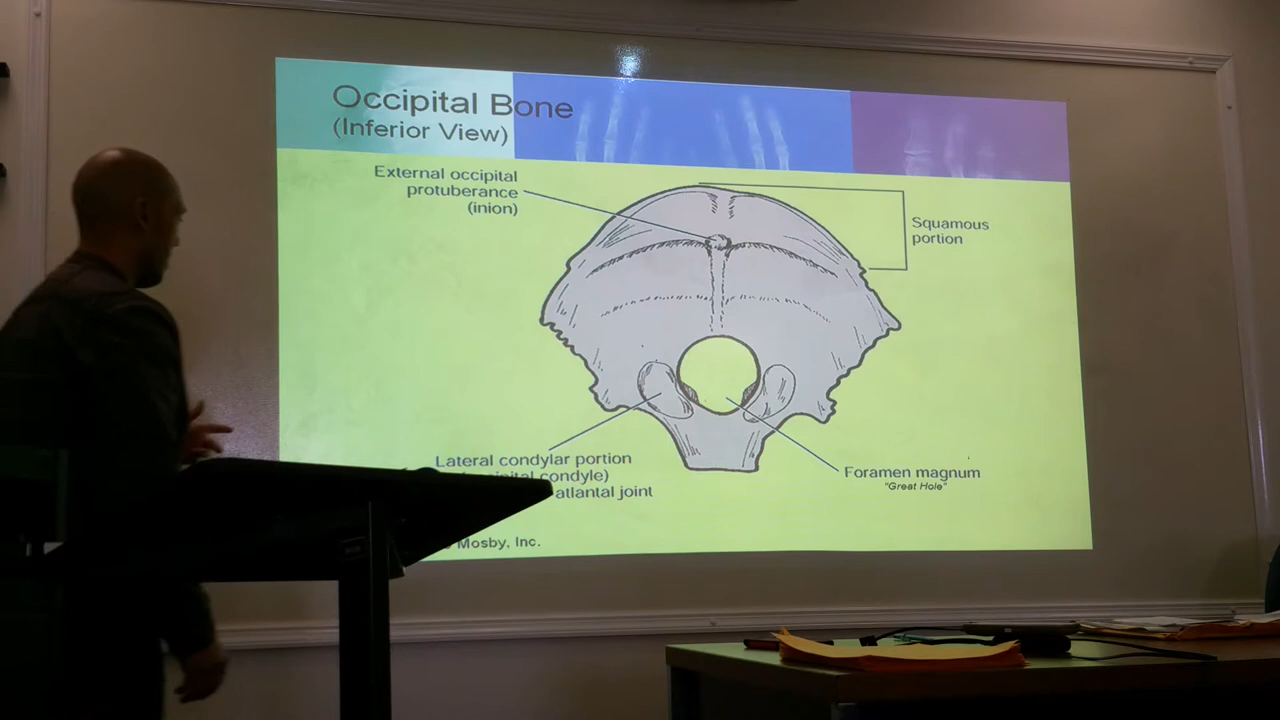 Occipital Bone
(Inferior View)
External occipital
protuberance
(inion)
Squamous
portion
Lateral condylar portion
condyle)
atlantal joint
Foramen magnum
"Great Hole"
Mosby, Inc.